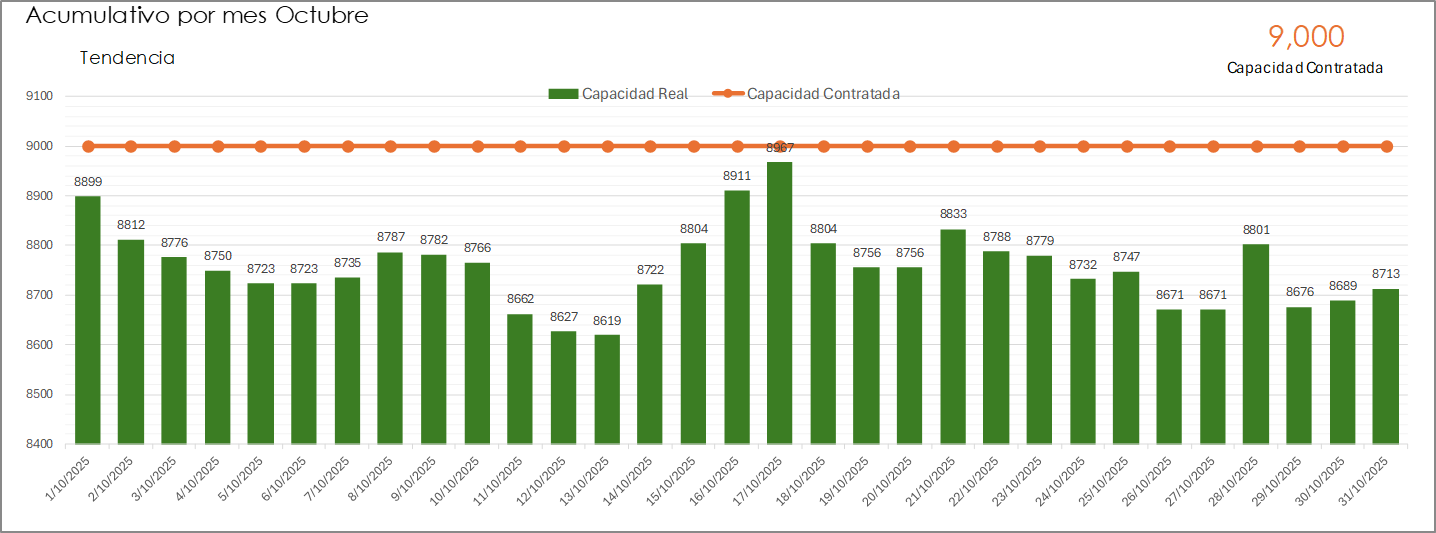 Acumulativo por mes Octubre
9,000
Capacidad Contratada
Tendencia
Capacidad Real Capacidad Contratada
9100
9000
8900
8800
8700
8600
8500
8400
8899 8812 8776 8750 8723 8723 8735 8787 8782 8766 8662 8627 8619 8722 8804 8911 8967 8804 8756 8756 8833 8788 8779 8732 8747 8671 8671 8801 8676 8689 8713
1/10/2025 2/10/2025 3/10/2025 4/10/2025 5/10/2025 6/10/2025 7/10/2025 8/10/2025 9/10/2025 10/10/2025 11/10/2025 12/10/2025 13/10/2025 14/10/2025 15/10/2025 16/10/2025 17/10/2025 18/10/2025 19/10/2025 20/10/2025 21/10/2025 22/10/2025 23/10/2025 24/10/2025 25/10/2025 26/10/2025 27/10/2025 28/10/2025 29/10/2025 30/10/2025 31/10/2025